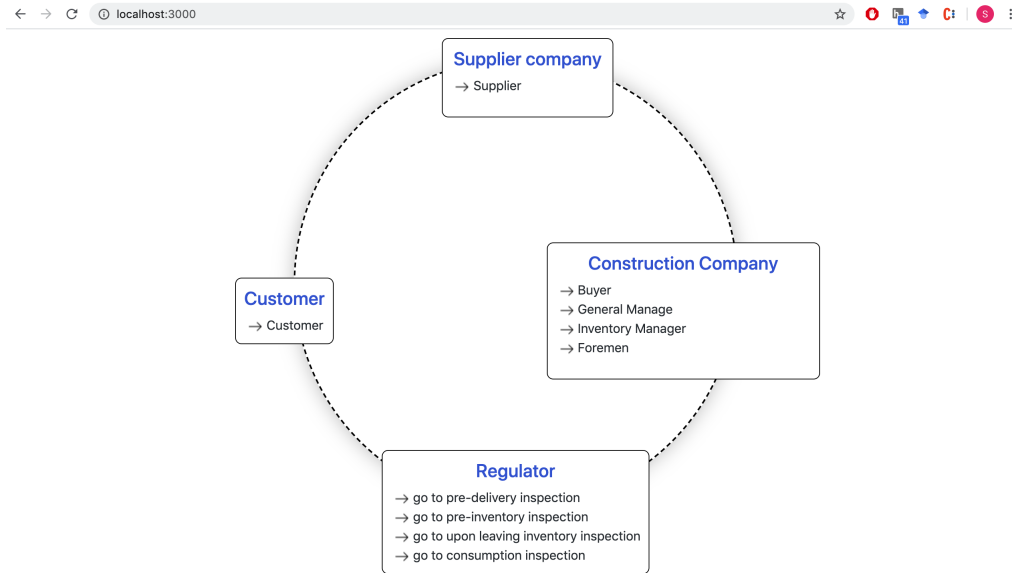 localhost:3000
41
C
S
Supplier company
→ Supplier
Construction Company
→ Buyer
→ General Manage
→ Inventory Manager
→ Foremen
Customer
→ Customer
Regulator
→ go to pre-delivery inspection
→ go to pre-inventory inspection
→ go to upon leaving inventory inspection
→ go to consumption inspection